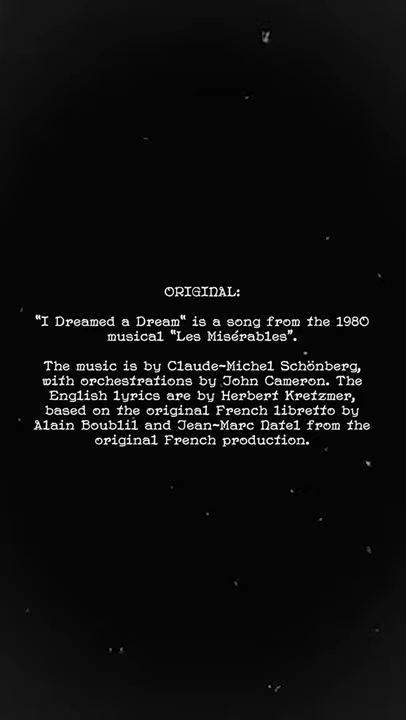 ORIGINAL:
"I Dreamed a Dream" is a song from the 1980
musical "Les Misérables".
The music is by Claude-Michel Schönberg,
with orchestrations by John Cameron. The
English lyrics are by Herbert Kretzmer,
based on the original French libretto by
Alain Boublil and Jean-Marc Natel from the
original French production.